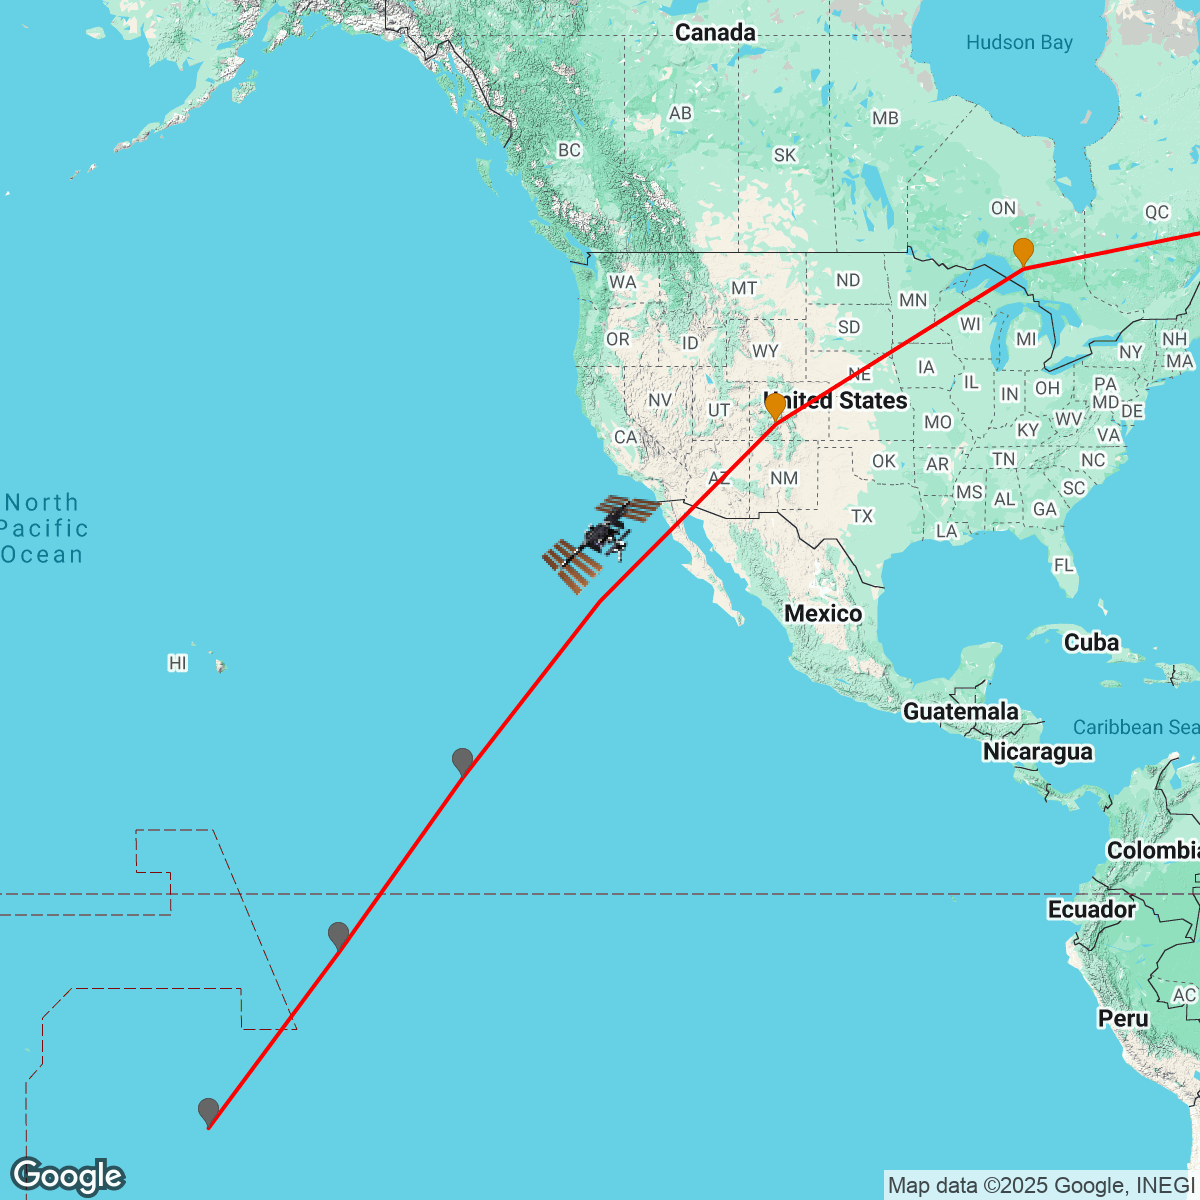 Canada
Hudson Bay
AB
MB
BC
SK
ON
QC
WA
MT
ND
MN
OR
ID
SD
WI
MI
NH
WY
NY
MA
NE
IA
IL
IN
OH
PA
NV
UT
United States
MD
DE
CA
MO
KY
WV
VA
AZ
NM
OK
AR
TN
NC
MS
AL
SC
GA
TX
LA
North
Pacific
Ocean
FL
Mexico
Cuba
HI
Guatemala
Caribbean Sea
Nicaragua
Colombia
Ecuador
AC
Peru
Google
Map data ©2025 Google, INEGI